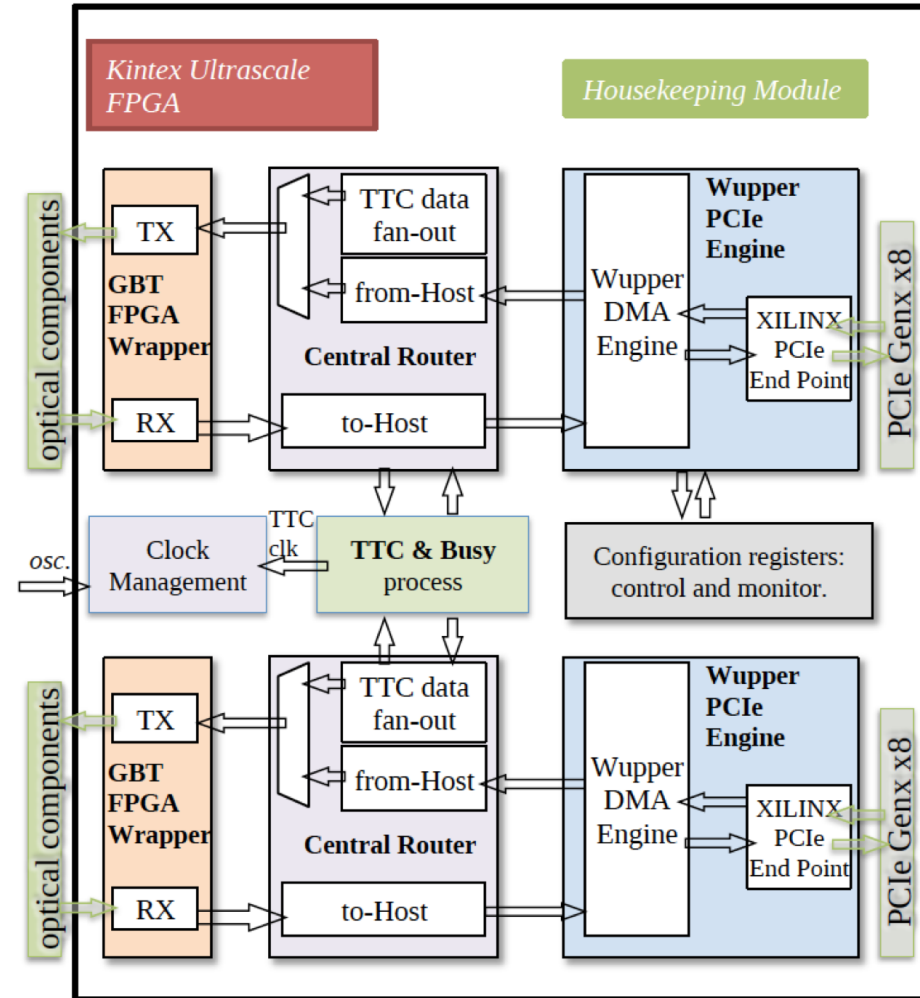 Kintex Ultrascale
FPGA
Housekeeping Module
optical components
TX
GBT
FPGA
Wrapper
RX
TTC data
fan-out
from-Host
Central Router
to-Host
Wupper
DMA
Engine
Wupper
PCIe
Engine
XILINX
PCIe
End Point
PCIe Genx x8
osc.
Clock
Management
TTC
clk
TTC & Busy
process
Configuration registers:
control and monitor.
optical components
TX
GBT
FPGA
Wrapper
RX
TTC data
fan-out
from-Host
Central Router
to-Host
Wupper
DMA
Engine
Wupper
PCIe
Engine
XILINX
PCIe
End Point
PCIe Genx x8